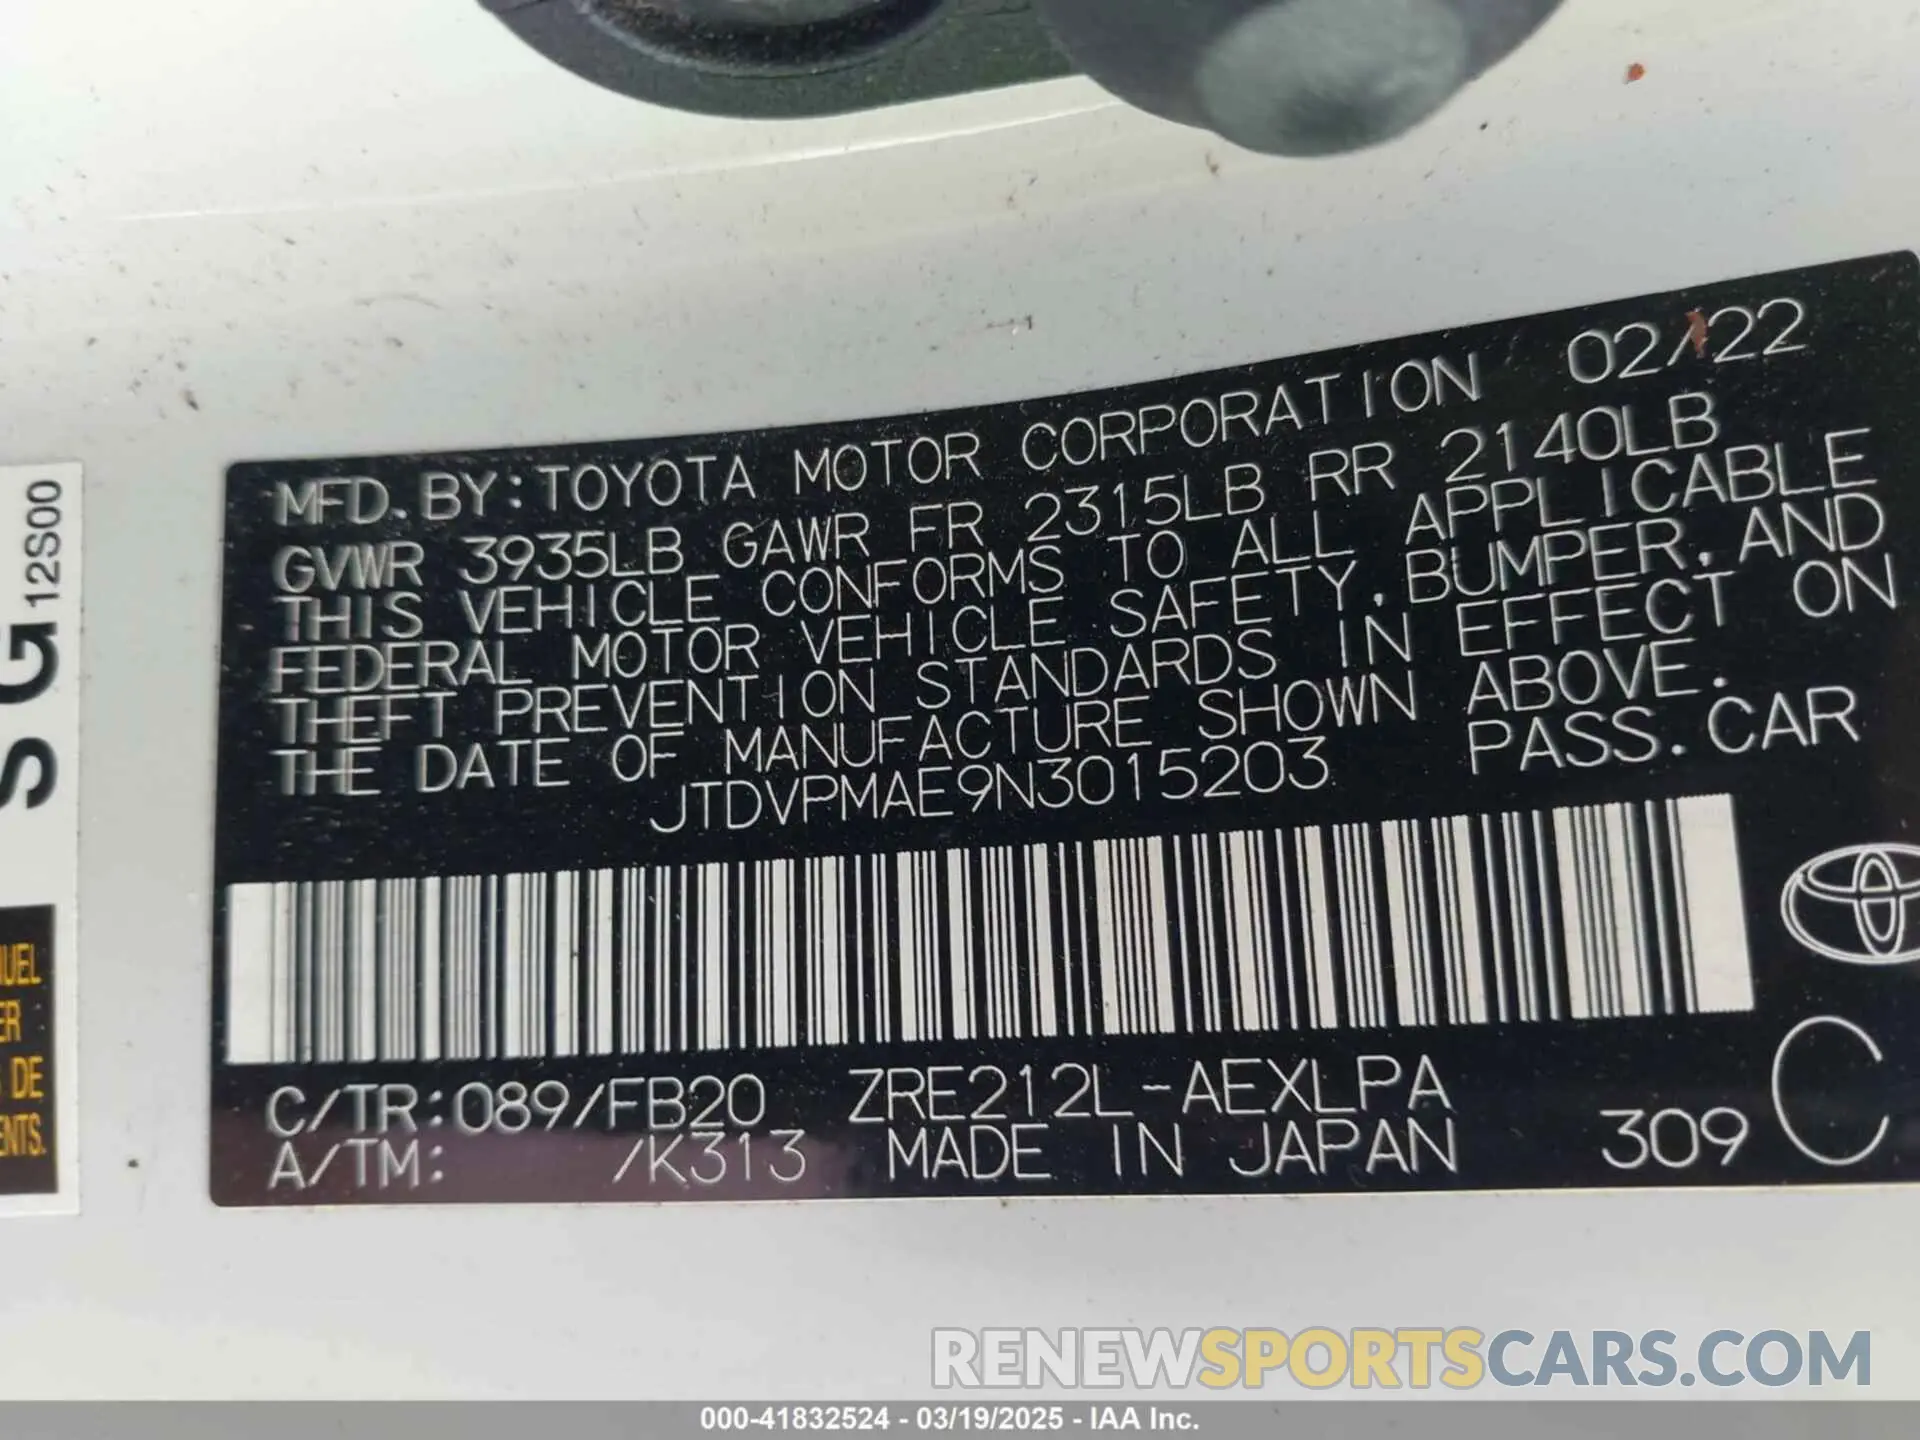 MFD. BY: TOYOTA MOTOR CORPORATION 02/22
GVWR 3935LB GAWR FR 2315LB RR 2140LB
THIS VEHICLE CONFORMS TO ALL APPLICABLE
FEDERAL MOTOR VEHICLE SAFETY, BUMPER, AND
THEFT PREVENTION STANDARDS IN EFFECT ON
THE DATE OF MANUFACTURE SHOWN ABOVE.
JTDVPMAE9N3015203 PASS. CAR
C/TR: 089/FB20 ZRE212L-AEXLPA
A/TM: /K313 MADE IN JAPAN 309 C
SG 12S00
DE
RENEWSPORTSCARS.COM
000-41832524 - 03/19/2025 - IAA Inc.